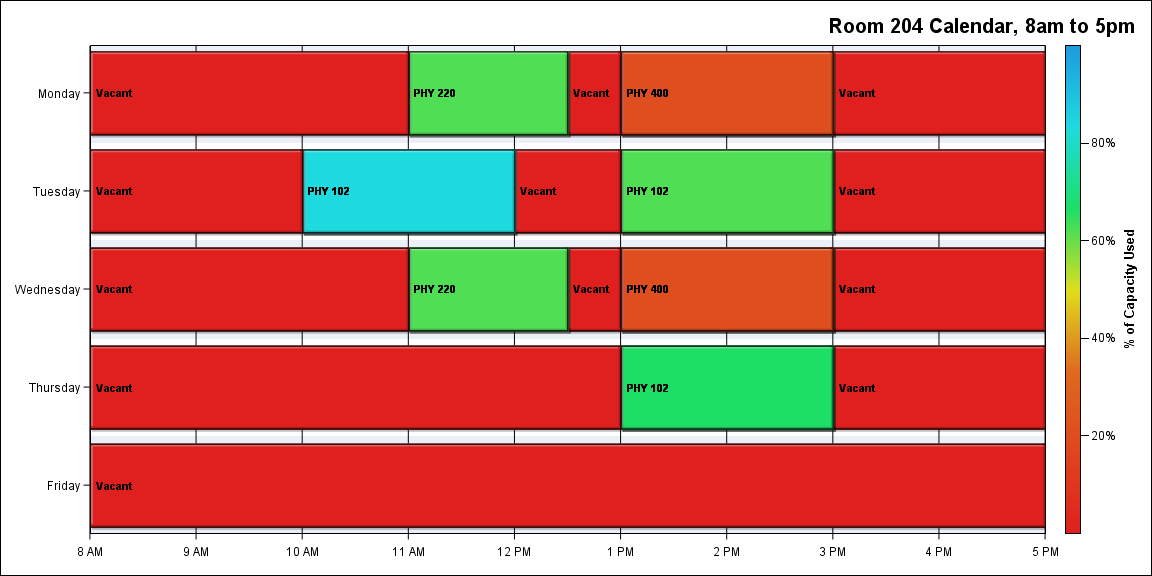 Room 204 Calendar, 8am to 5pm
Monday
Vacant
PHY 220
Vacant
PHY 400
Vacant
Tuesday
Vacant
PHY 102
Vacant
PHY 102
Vacant
Wednesday
Vacant
PHY 220
Vacant
PHY 400
Vacant
Thursday
Vacant
PHY 102
Vacant
Friday
Vacant
8 AM
9 AM
10 AM
11 AM
12 PM
1 PM
2 PM
3 PM
4 PM
5 PM
80%
60%
40%
20%
% of Capacity Used